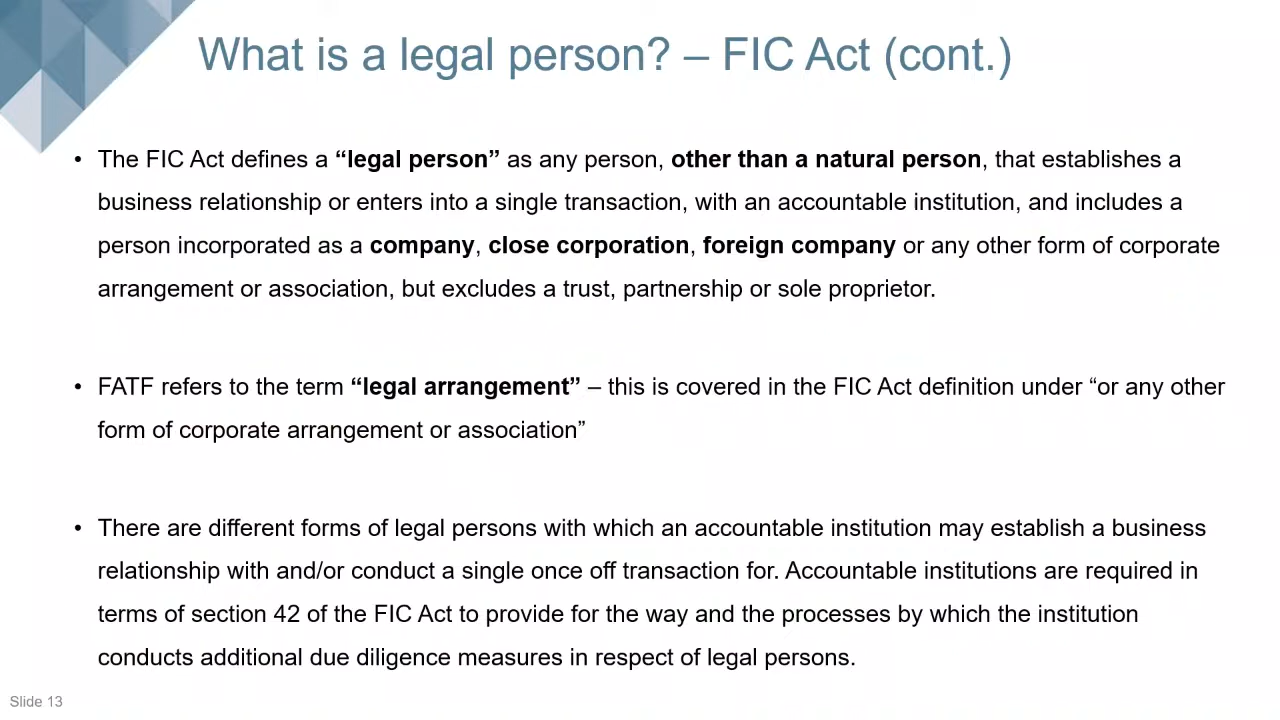 What is a legal person? – FIC Act (cont.)
• The FIC Act defines a “legal person” as any person, other than a natural person, that establishes a
business relationship or enters into a single transaction, with an accountable institution, and includes a
person incorporated as a company, close corporation, foreign company or any other form of corporate
arrangement or association, but excludes a trust, partnership or sole proprietor.
• FATF refers to the term “legal arrangement” – this is covered in the FIC Act definition under “or any other
form of corporate arrangement or association”
• There are different forms of legal persons with which an accountable institution may establish a business
relationship with and/or conduct a single once off transaction for. Accountable institutions are required in
terms of section 42 of the FIC Act to provide for the way and the processes by which the institution
conducts additional due diligence measures in respect of legal persons.
Slide 13